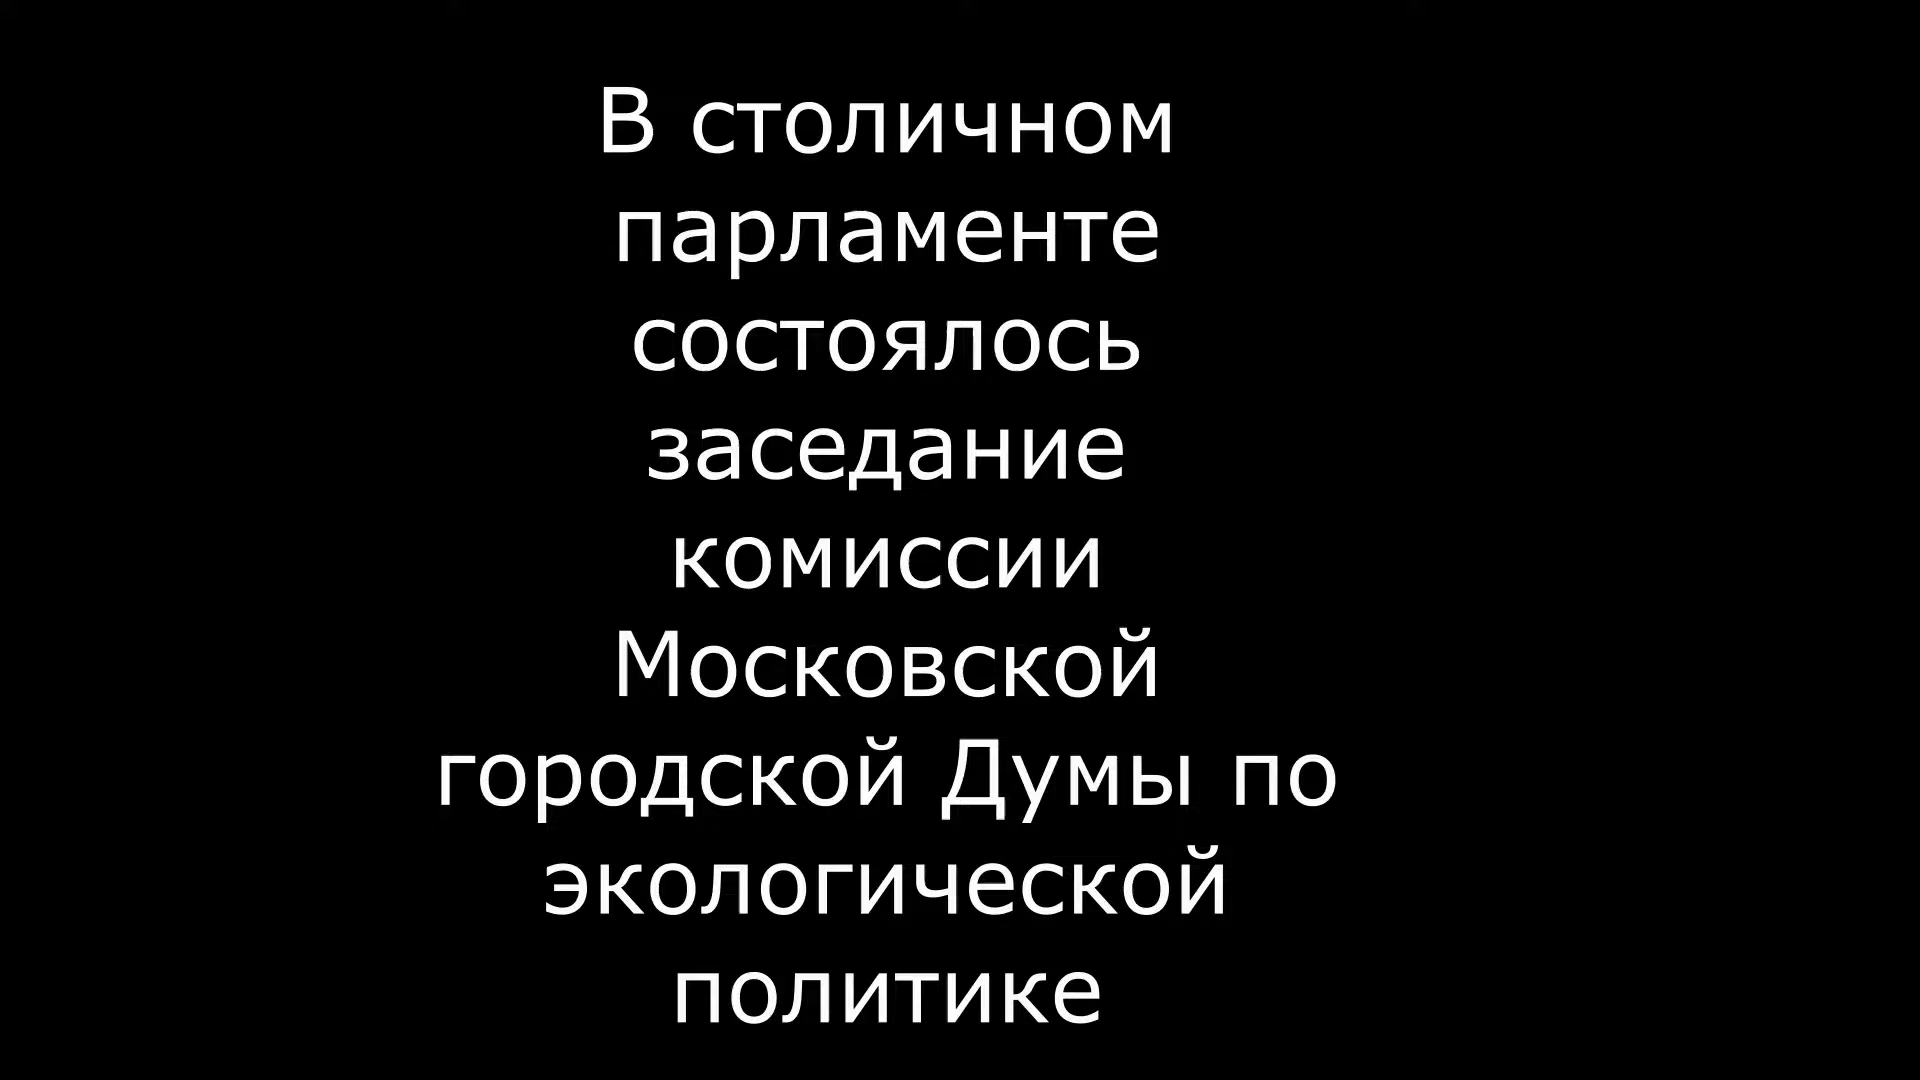 В столичном
парламенте
состоялось
заседание
комиссии
Московской
городской Думы по
экологической
политике